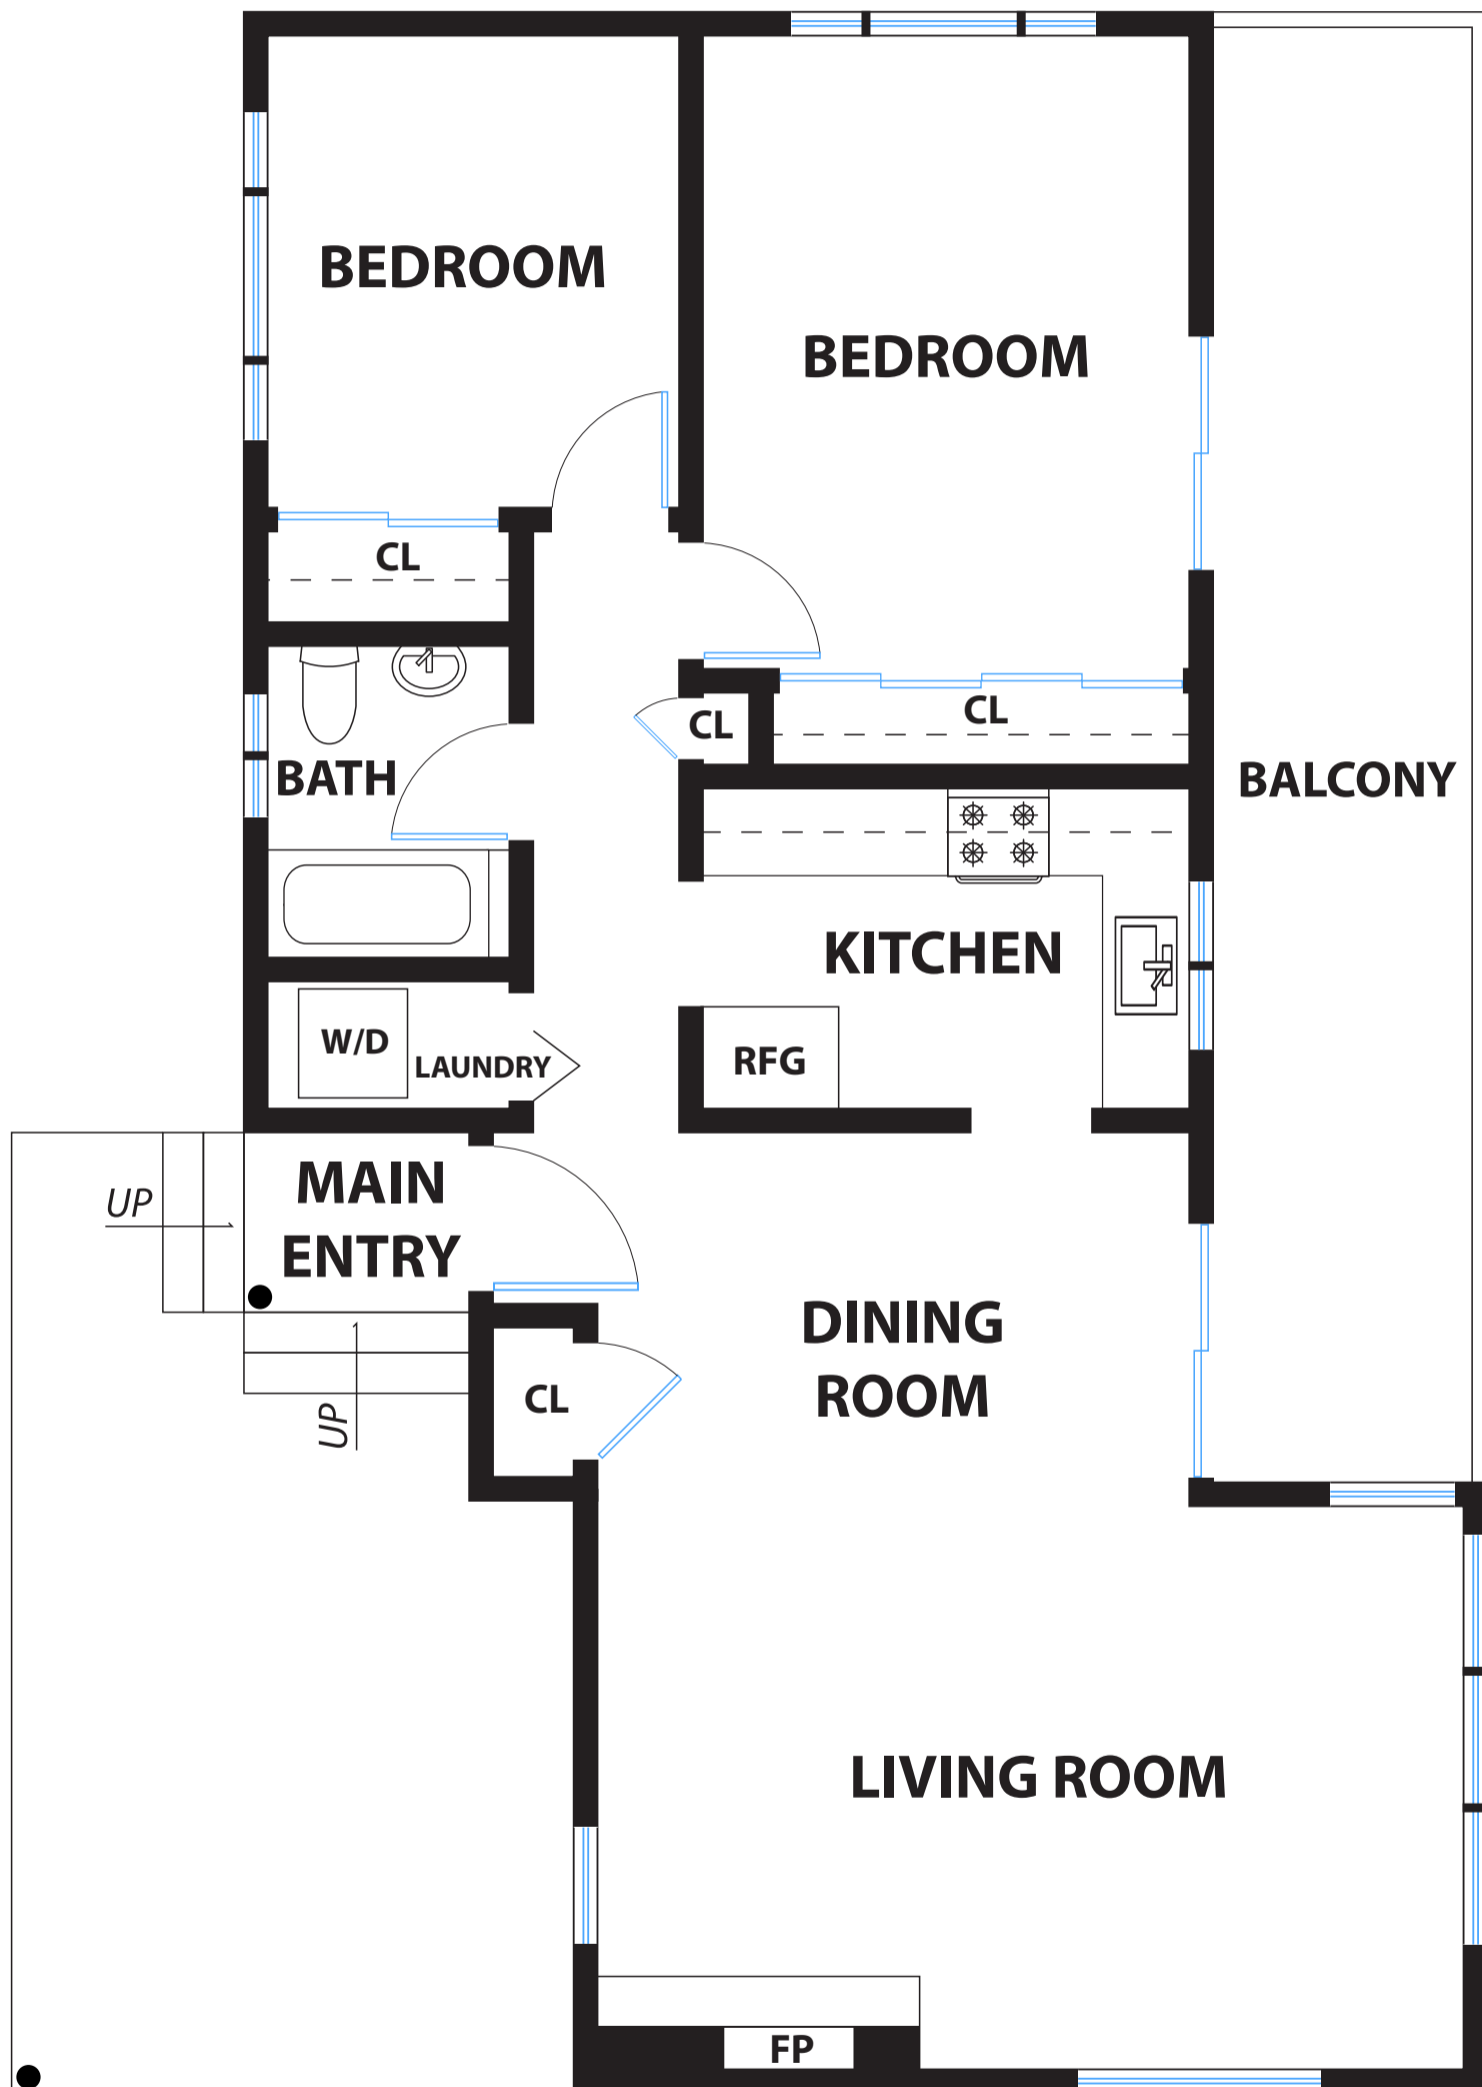 BEDROOM
BEDROOM
CL
CL
CL
BATH
BALCONY
KITCHEN
W/D
LAUNDRY
RFG
MAIN
ENTRY
UP
UP
DINING
ROOM
CL
LIVING ROOM
FP